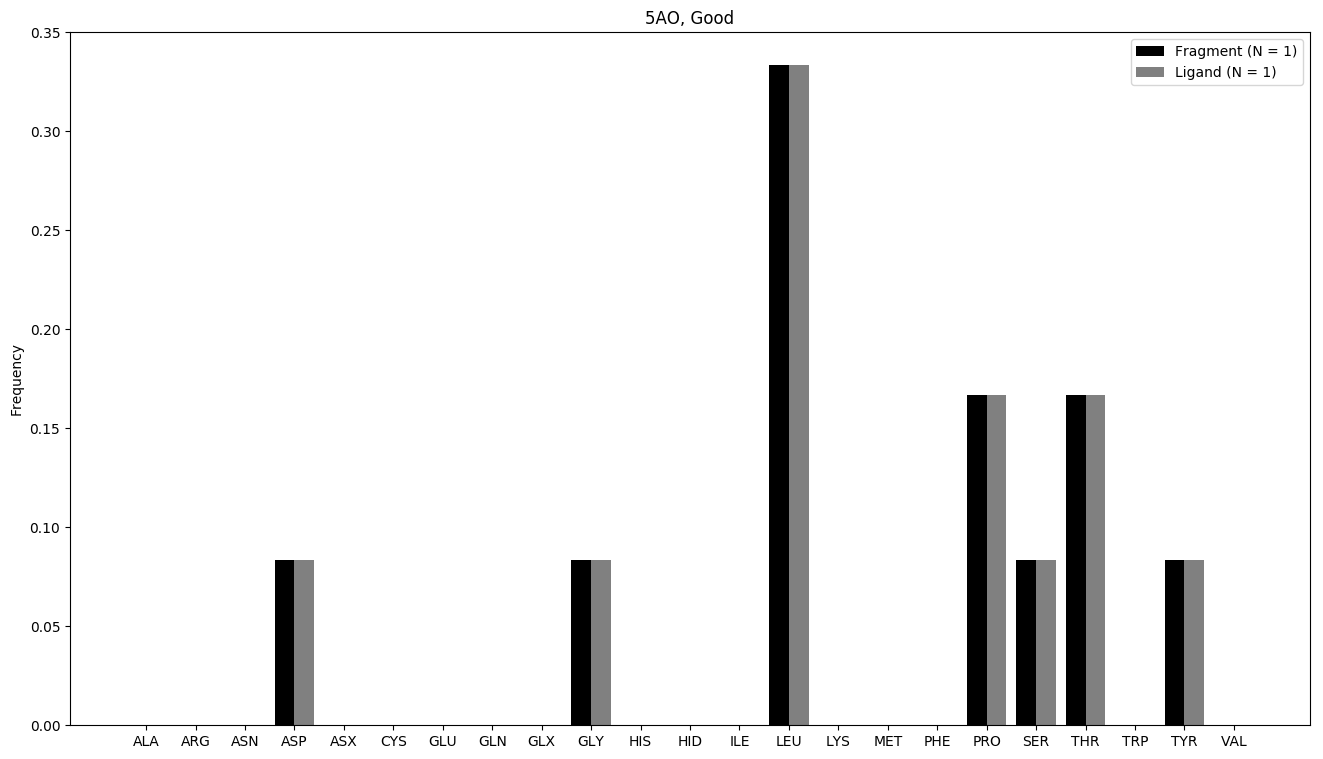 5AO, Good
Fragment (N = 1)
Ligand (N = 1)
Frequency
0.35
0.30
0.25
0.20
0.15
0.10
0.05
0.00
ALA ARG ASN ASP ASX CYS GLU GLN GLX GLY HIS HID ILE LEU LYS MET PHE PRO SER THR TRP TYR VAL